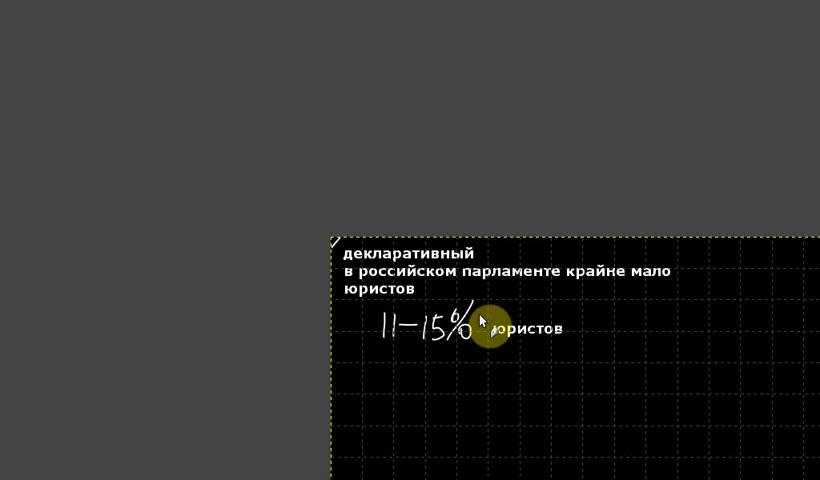 декларативный
в российском парламенте крайне мало
юристов
11-15% юристов